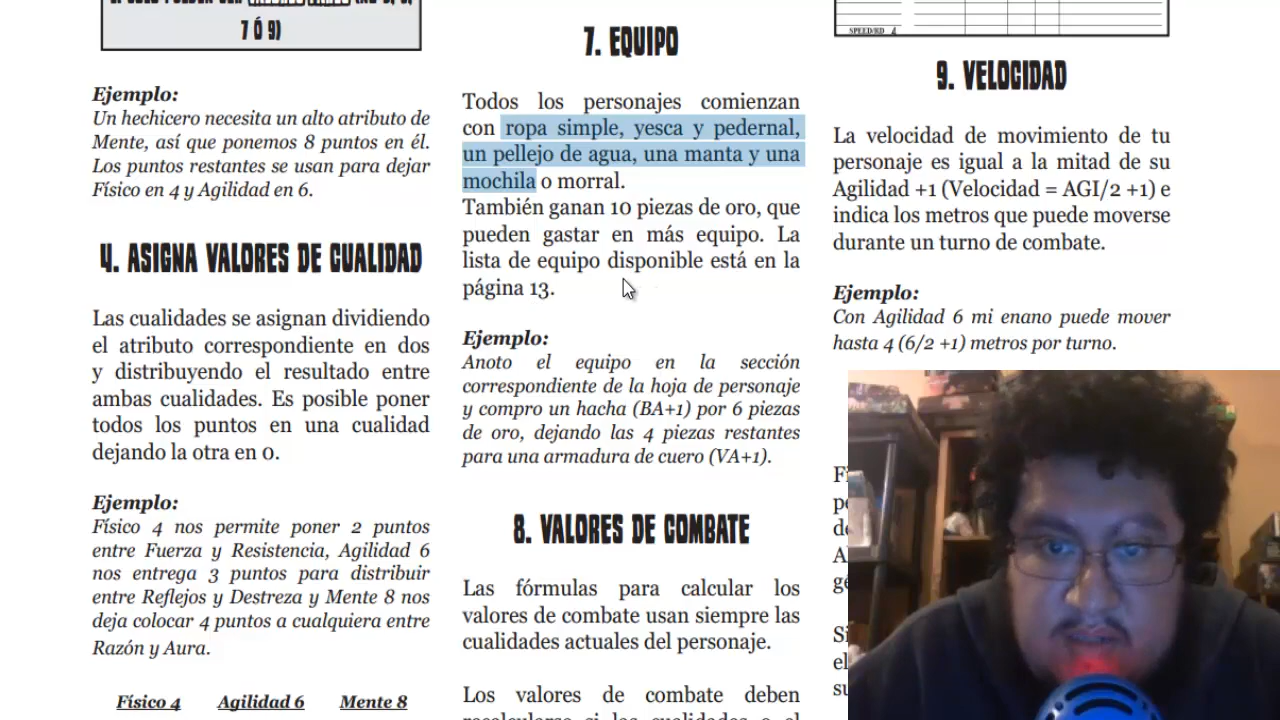 7 Ó 9)
Ejemplo:
Un hechicero necesita un alto atributo de
Mente, así que ponemos 8 puntos en él.
Los puntos restantes se usan para dejar
Físico en 4 y Agilidad en 6.
4. ASIGNA VALORES DE CUALIDAD
Las cualidades se asignan dividiendo
el atributo correspondiente en dos
y distribuyendo el resultado entre
ambas cualidades. Es posible poner
todos los puntos en una cualidad
dejando la otra en 0.
Ejemplo:
Físico 4 nos permite poner 2 puntos
entre Fuerza y Resistencia, Agilidad 6
nos entrega 3 puntos para distribuir
entre Reflejos y Destreza y Mente 8 nos
deja colocar 4 puntos a cualquiera entre
Razón y Aura.
Físico 4 Agilidad 6 Mente 8
7. EQUIPO
Todos los personajes comienzan
con ropa simple, yesca y pedernal,
un pellejo de agua, una manta y una
mochila o morral.
También ganan 10 piezas de oro, que
pueden gastar en más equipo. La
lista de equipo disponible está en la
página 13.
Ejemplo:
Anoto el equipo en la sección
correspondiente de la hoja de personaje
y compro un hacha (BA+1) por 6 piezas
de oro, dejando las 4 piezas restantes
para una armadura de cuero (VA+1).
8. VALORES DE COMBATE
Las fórmulas para calcular los
valores de combate usan siempre las
cualidades actuales del personaje.
Los valores de combate deben
SPEED/RD 4
9. VELOCIDAD
La velocidad de movimiento de tu
personaje es igual a la mitad de su
Agilidad +1 (Velocidad = AGI/2 +1) e
indica los metros que puede moverse
durante un turno de combate.
Ejemplo:
Con Agilidad 6 mi enano puede mover
hasta 4 (6/2 +1) metros por turno.